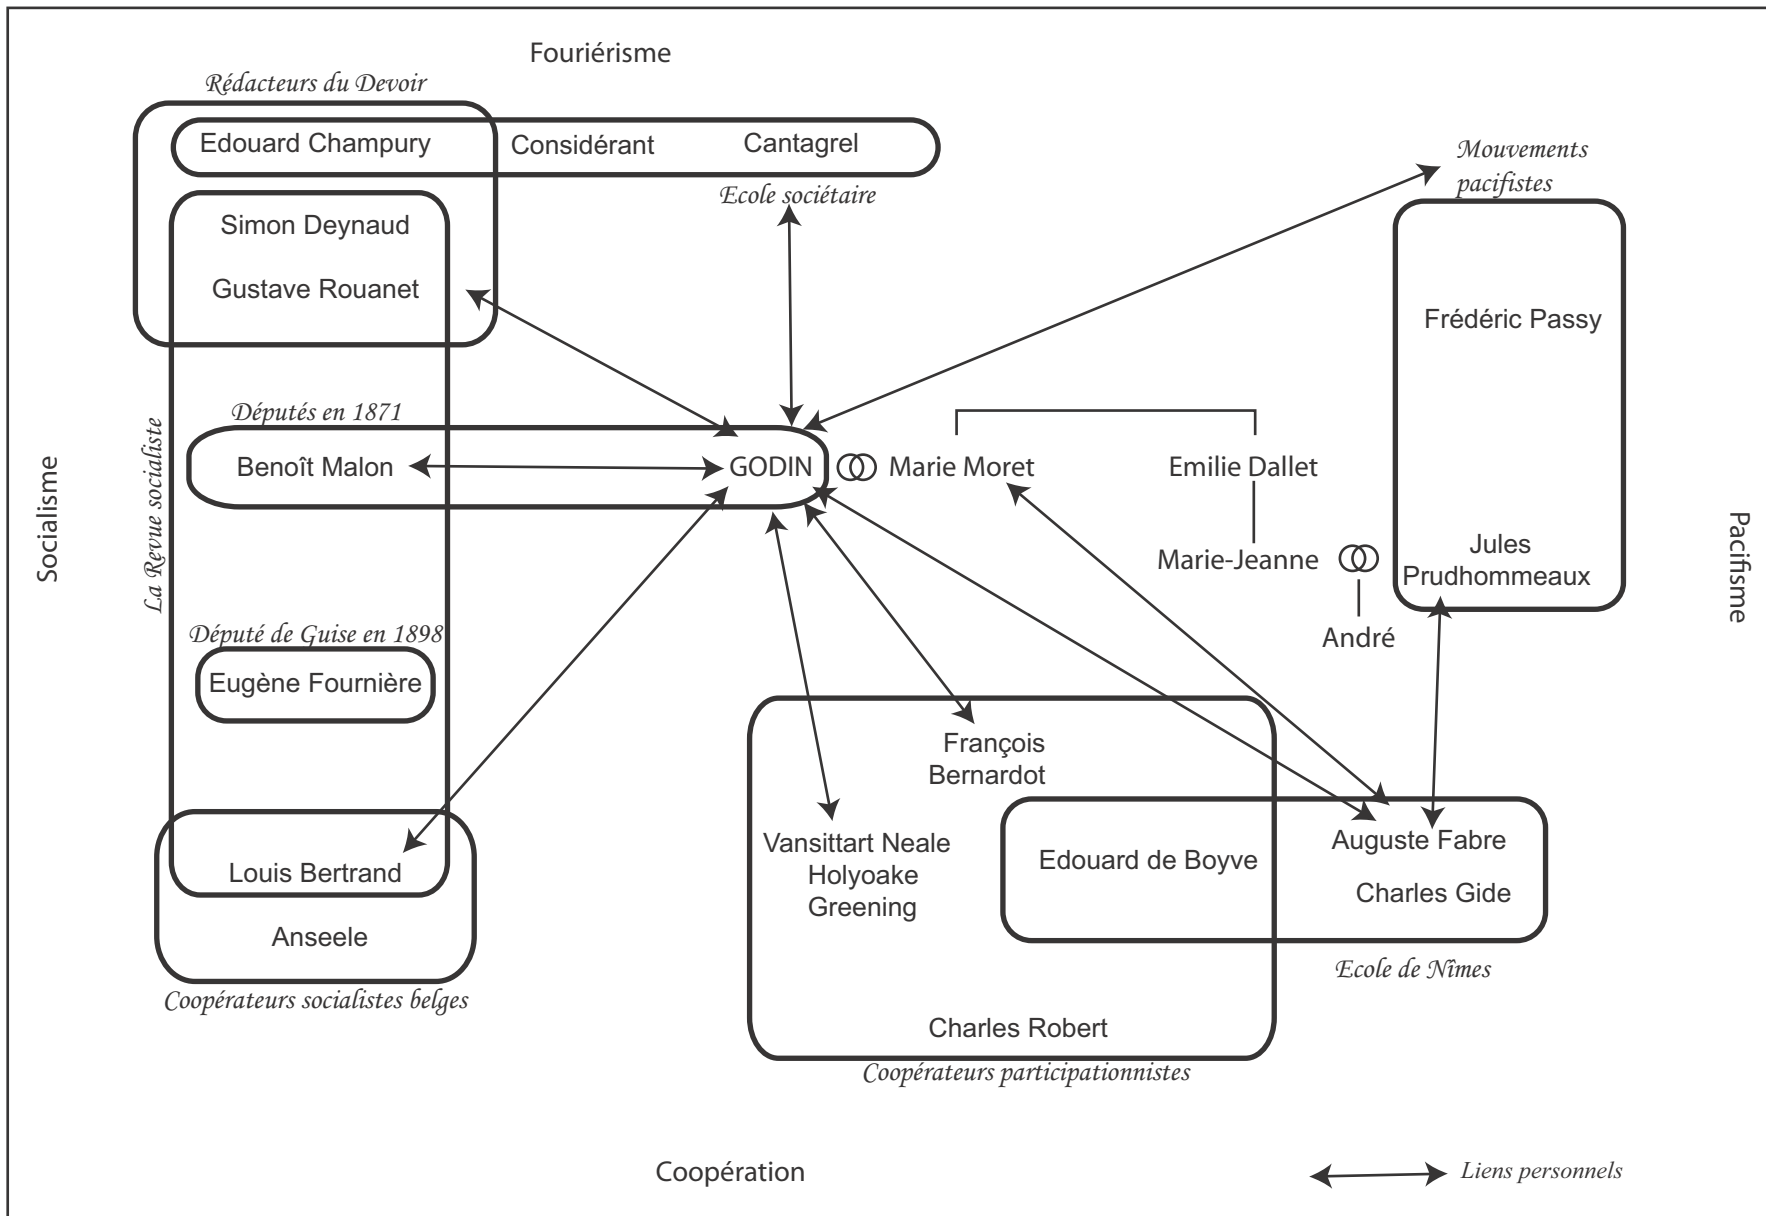 Fouriérisme
Rédacteurs du Devoir
Edouard Champury
Considérant
Cantagrel
Ecole sociétaire
Mouvements
pacifistes
Simon Deynaud
Gustave Rouanet
Frédéric Passy
Députés en 1871
Benoît Malon
GODIN
Marie Moret
Emilie Dallet
Socialisme
La Revue socialiste
Marie-Jeanne
Jules
Prudhommeaux
Pacifisme
André
Député de Guise en 1898
Eugène Fournière
François
Bernardot
Vansittart Neale
Holyoake
Greening
Edouard de Boyve
Auguste Fabre
Charles Gide
Ecole de Nîmes
Louis Bertrand
Anseele
Coopérateurs socialistes belges
Charles Robert
Coopérateurs participationnistes
Coopération
Liens personnels